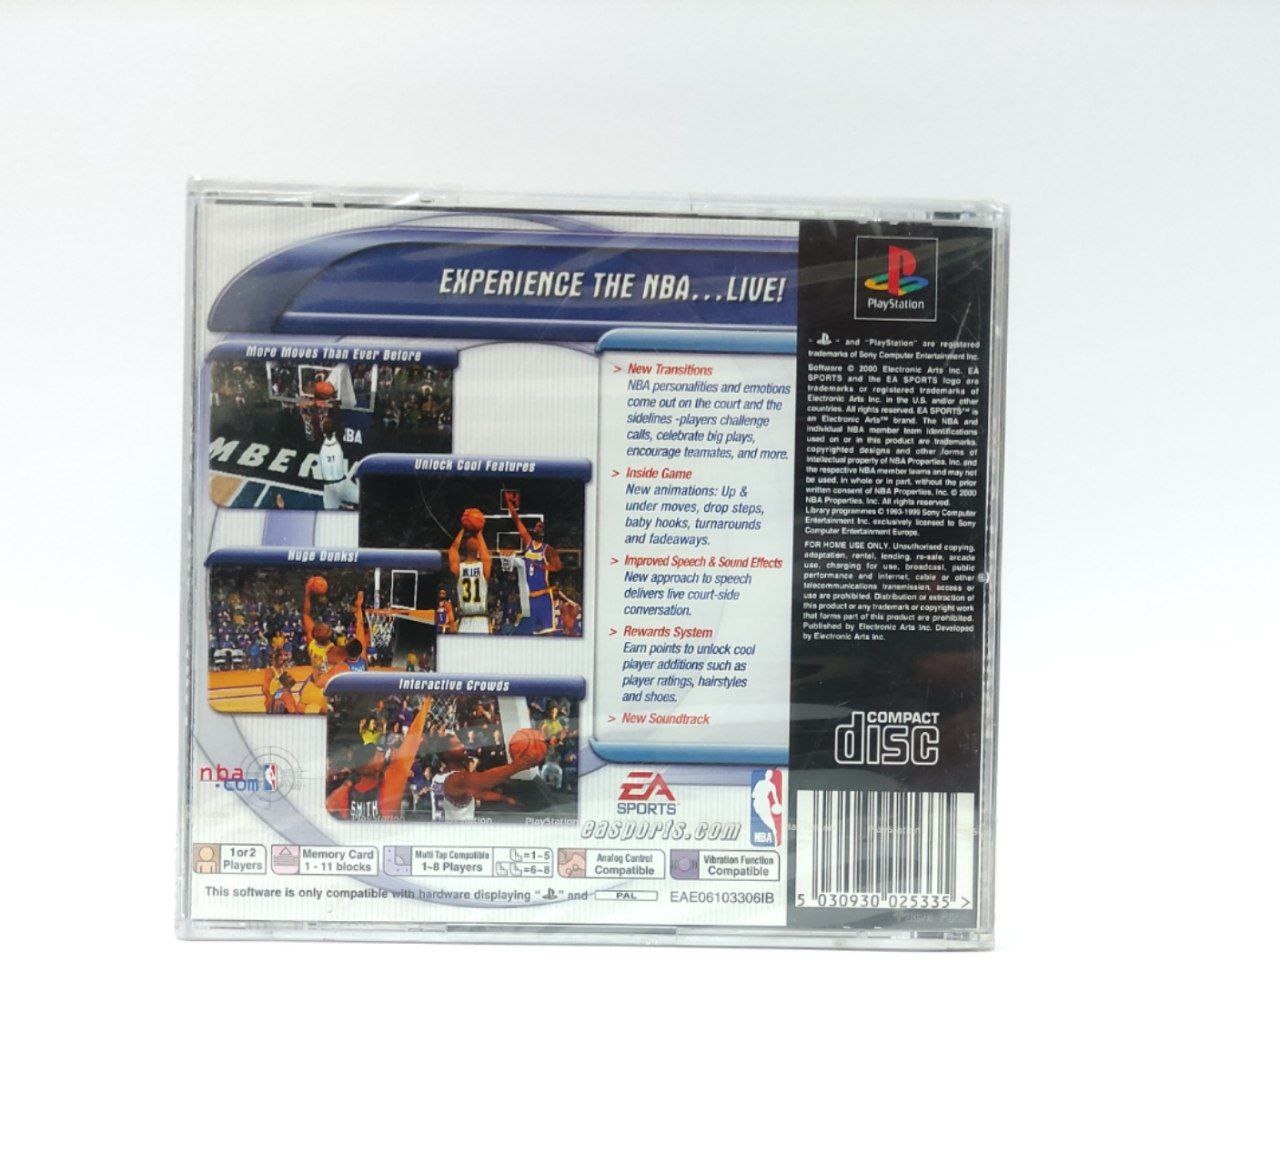 EXPERIENCE THE NBA...LIVE!
More Moves Than Ever Before
MBER
BA
31
Unlock Cool Features
MILLER
31
Huge Dunks!
Interactive Crowds
SMITH
> New Transitions
NBA personalities and emotions
come out on the court and the
sidelines -players challenge
calls, celebrate big plays,
encourage teamates, and more.
> Inside Game
New animations: Up &
under moves, drop steps,
baby hooks, turnarounds
and fadeaways.
> Improved Speech & Sound Effects
New approach to speech
delivers live court-side
conversation.
> Rewards System
Earn points to unlock cool
player additions such as
player ratings, hairstyles
and shoes.
> New Soundtrack
nba
.com
EA
SPORTS
easports.com
NBA
PlayStation
1 or 2
Players
Memory Card
1 - 11 blocks
Multi Tap Compatible
1-8 Players
=1-5
=6-8
Analog Control
Compatible
Vibration Function
Compatible
This software is only compatible with hardware displaying " " and PAL EAE06103306IB
PlayStation
" " and "PlayStation" are registered
trademarks of Sony Computer Entertainment Inc.
Software © 2000 Electronic Arts Inc. EA
SPORTS and the EA SPORTS logo are
trademarks or registered trademarks of
Electronic Arts Inc. in the U.S. and/or other
countries. All rights reserved. EA SPORTS™ is
an Electronic Arts™ brand. The NBA and
individual NBA member team identifications
used on or in this product are trademarks,
copyrighted designs and other forms of
intellectual property of NBA Properties, Inc. and
the respective NBA member teams and may not
be used, in whole or in part, without the prior
written consent of NBA Properties, Inc. © 2000
NBA Properties, Inc. All rights reserved.
Library programmes © 1993-1999 Sony Computer
Entertainment Inc. exclusively licensed to Sony
Computer Entertainment Europe.
FOR HOME USE ONLY. Unauthorised copying,
adaptation, rental, lending, re-sale, arcade
use, charging for use, broadcast, public
performance and internet, cable or other
telecommunications transmission, access or
use are prohibited. Distribution or extraction of
this product or any trademark or copyright work
that forms part of this product are prohibited.
Published by Electronic Arts Inc. Developed
by Electronic Arts Inc.
COMPACT
disc
5 030930 025335 >